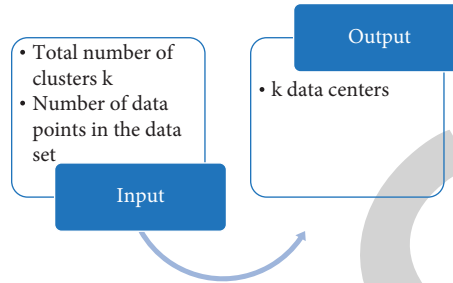 • Total number of
clusters k
• Number of data
points in the data
set
Input
Output
• k data centers